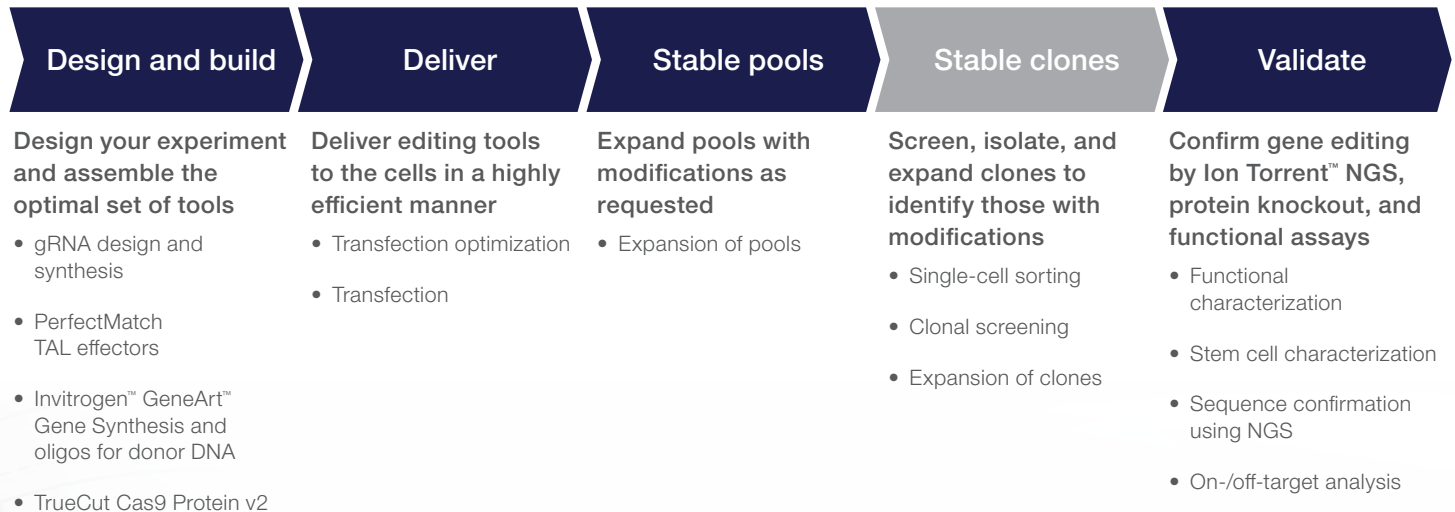 Design and build
Deliver
Stable pools
Stable clones
Validate
Design your experiment
and assemble the
optimal set of tools
• gRNA design and
synthesis
• PerfectMatch
TAL effectors
• Invitrogen™ GeneArt™
Gene Synthesis and
oligos for donor DNA
• TrueCut Cas9 Protein v2
Deliver editing tools
to the cells in a highly
efficient manner
• Transfection optimization
• Transfection
Expand pools with
modifications as
requested
• Expansion of pools
Screen, isolate, and
expand clones to
identify those with
modifications
• Single-cell sorting
• Clonal screening
• Expansion of clones
Confirm gene editing
by Ion Torrent™ NGS,
protein knockout, and
functional assays
• Functional
characterization
• Stem cell characterization
• Sequence confirmation
using NGS
• On-/off-target analysis